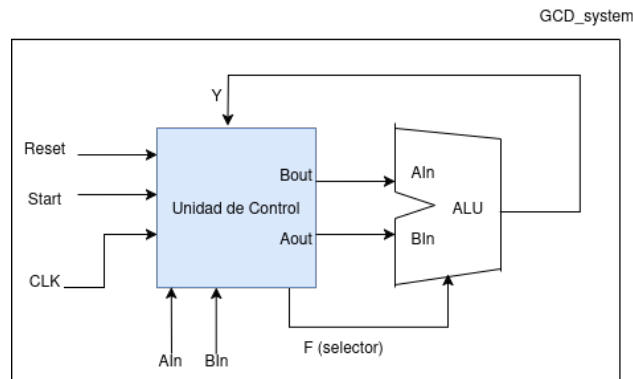 GCD_system
Y
Reset
Start
CLK
Unidad de Control
Bout
Aout
AIn
BIn
ALU
F (selector)
AIn
BIn